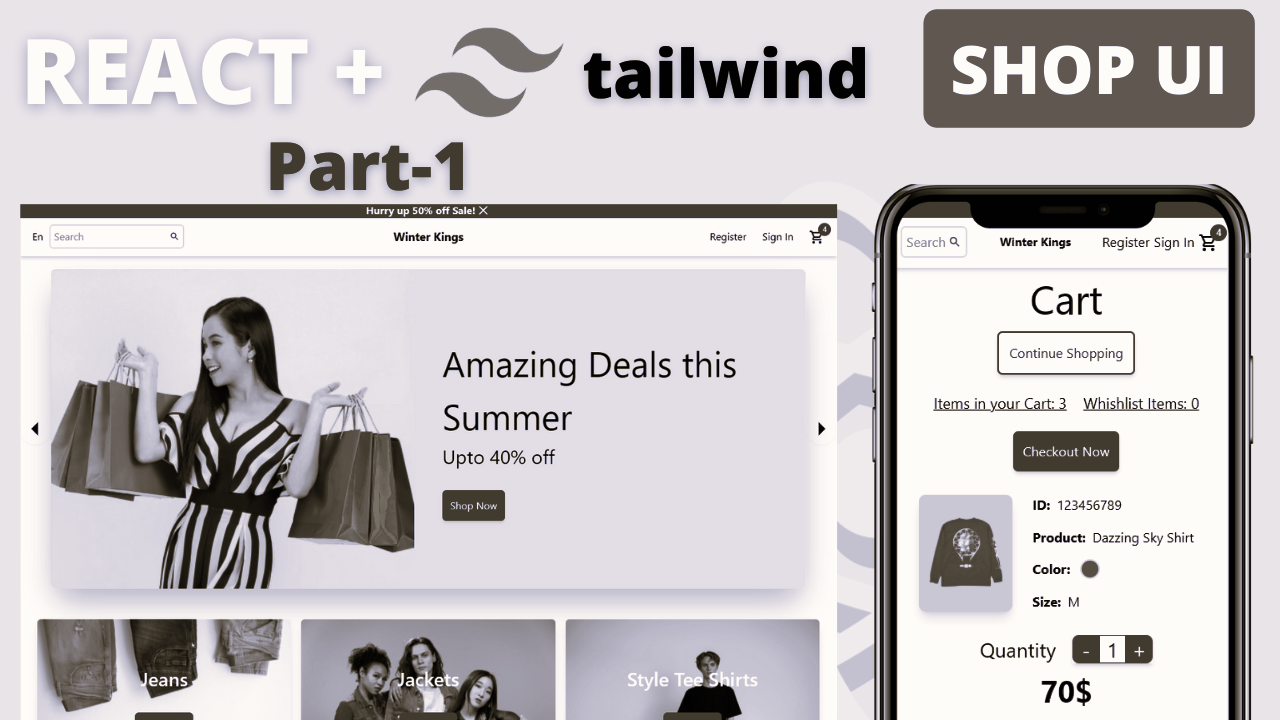 REACT + tailwind
SHOP UI
Part-1
Hurry up 50% off Sale!
En Search Winter Kings Register Sign In 4
Amazing Deals this
Summer
Upto 40% off
Shop Now
Jeans
Jackets
Style Tee Shirts
Search Winter Kings Register Sign In 4
Cart
Continue Shopping
Items in your Cart: 3 Whishlist Items: 0
Checkout Now
ID: 123456789
Product: Dazzing Sky Shirt
Color:
Size: M
Quantity - 1 +
70$